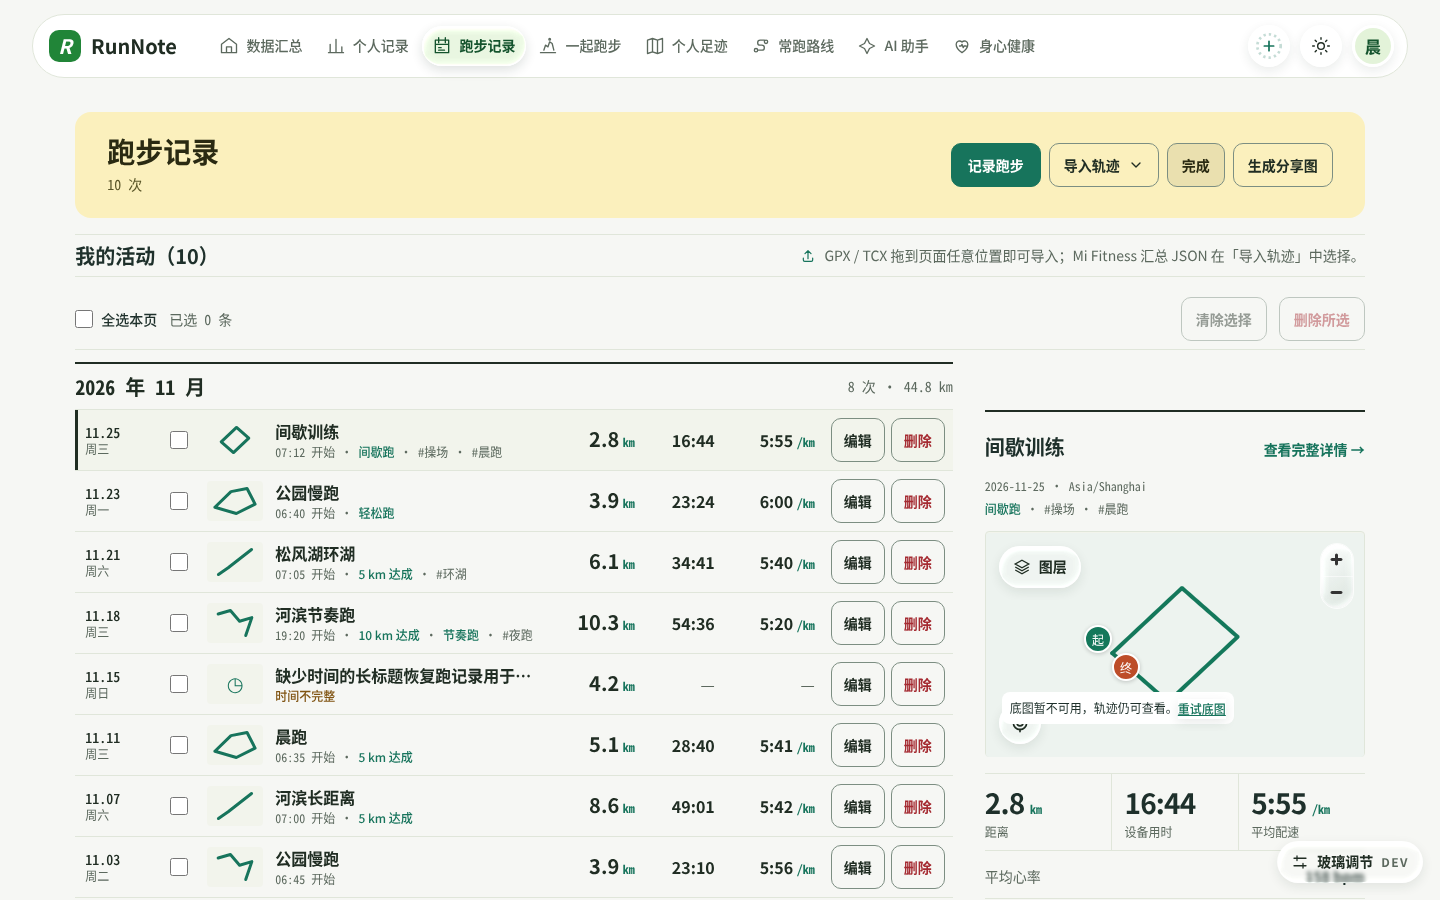 R RunNote 数据汇总 个人记录 跑步记录 一起跑步 个人足迹 常跑路线 AI 助手 身心健康 晨
跑步记录
10 次
记录跑步 导入轨迹 完成 生成分享图
我的活动（10）
GPX / TCX 拖到页面任意位置即可导入；Mi Fitness 汇总 JSON 在「导入轨迹」中选择。
全选本页 已选 0 条
清除选择 删除所选
2026 年 11 月 8 次 · 44.8 km
11.25 周三
间歇训练
07:12 开始 · 间歇跑 · #操场 · #晨跑
2.8 km 16:44 5:55 /km 编辑 删除
11.23 周一
公园慢跑
06:40 开始 · 轻松跑
3.9 km 23:24 6:00 /km 编辑 删除
11.21 周六
松风湖环湖
07:05 开始 · 5 km 达成 · #环湖
6.1 km 34:41 5:40 /km 编辑 删除
11.18 周三
河滨节奏跑
19:20 开始 · 10 km 达成 · 节奏跑 · #夜跑
10.3 km 54:36 5:20 /km 编辑 删除
11.15 周日
缺少时间的长标题恢复跑记录用于…
时间不完整
4.2 km — — 编辑 删除
11.11 周三
晨跑
06:35 开始 · 5 km 达成
5.1 km 28:40 5:41 /km 编辑 删除
11.07 周六
河滨长距离
07:00 开始 · 5 km 达成
8.6 km 49:01 5:42 /km 编辑 删除
11.03 周二
公园慢跑
06:45 开始
3.9 km 23:10 5:56 /km 编辑 删除
间歇训练 查看完整详情 →
2026-11-25 · Asia/Shanghai
间歇跑 · #操场 · #晨跑
图层 + −
起
终
底图暂不可用，轨迹仍可查看。重试底图
2.8 km 16:44 5:55 /km
距离 设备用时 平均配速
玻璃调节 DEV
平均心率